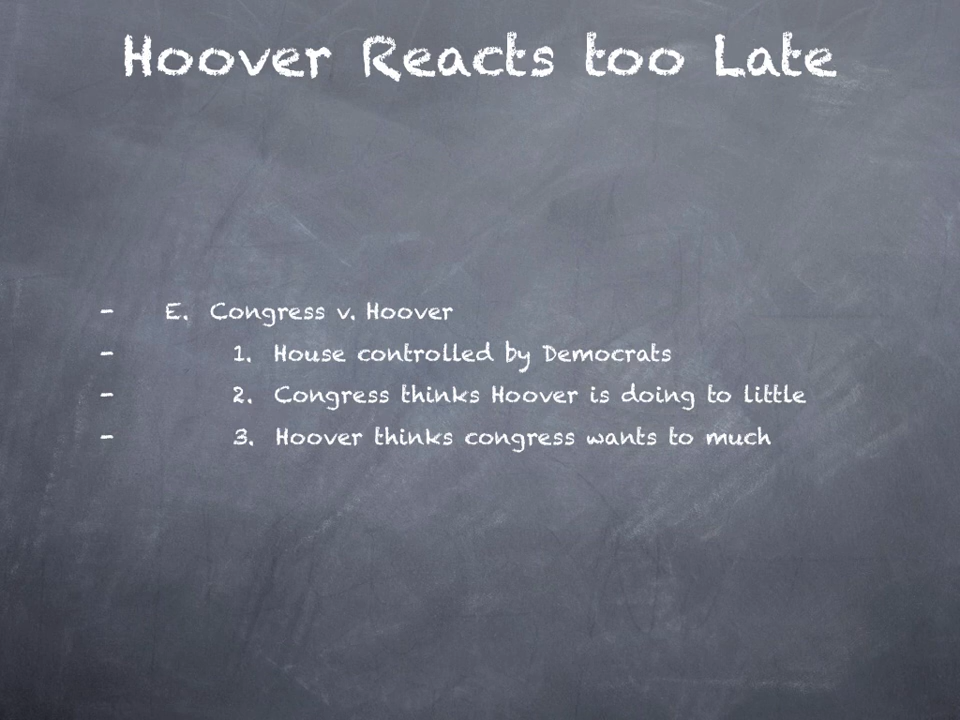 Hoover Reacts too Late
- E. Congress v. Hoover
- 1. House controlled by Democrats
- 2. Congress thinks Hoover is doing to little
- 3. Hoover thinks congress wants to much